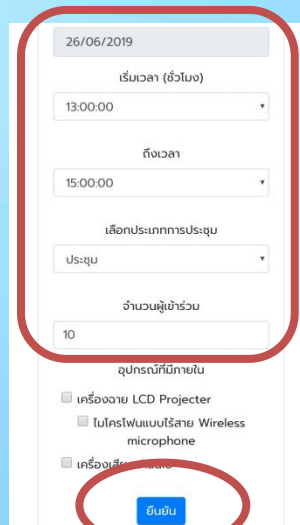 26/06/2019
เริ่มเวลา (ชั่วโมง)
13:00:00
ถึงเวลา
15:00:00
เลือกประเภทการประชุม
ประชุม
จำนวนผู้เข้าร่วม
10
อุปกรณ์ที่มีภายใน
เครื่องฉาย LCD Projecter
ไมโครโฟนแบบไร้สาย Wireless
microphone
ยืนยัน